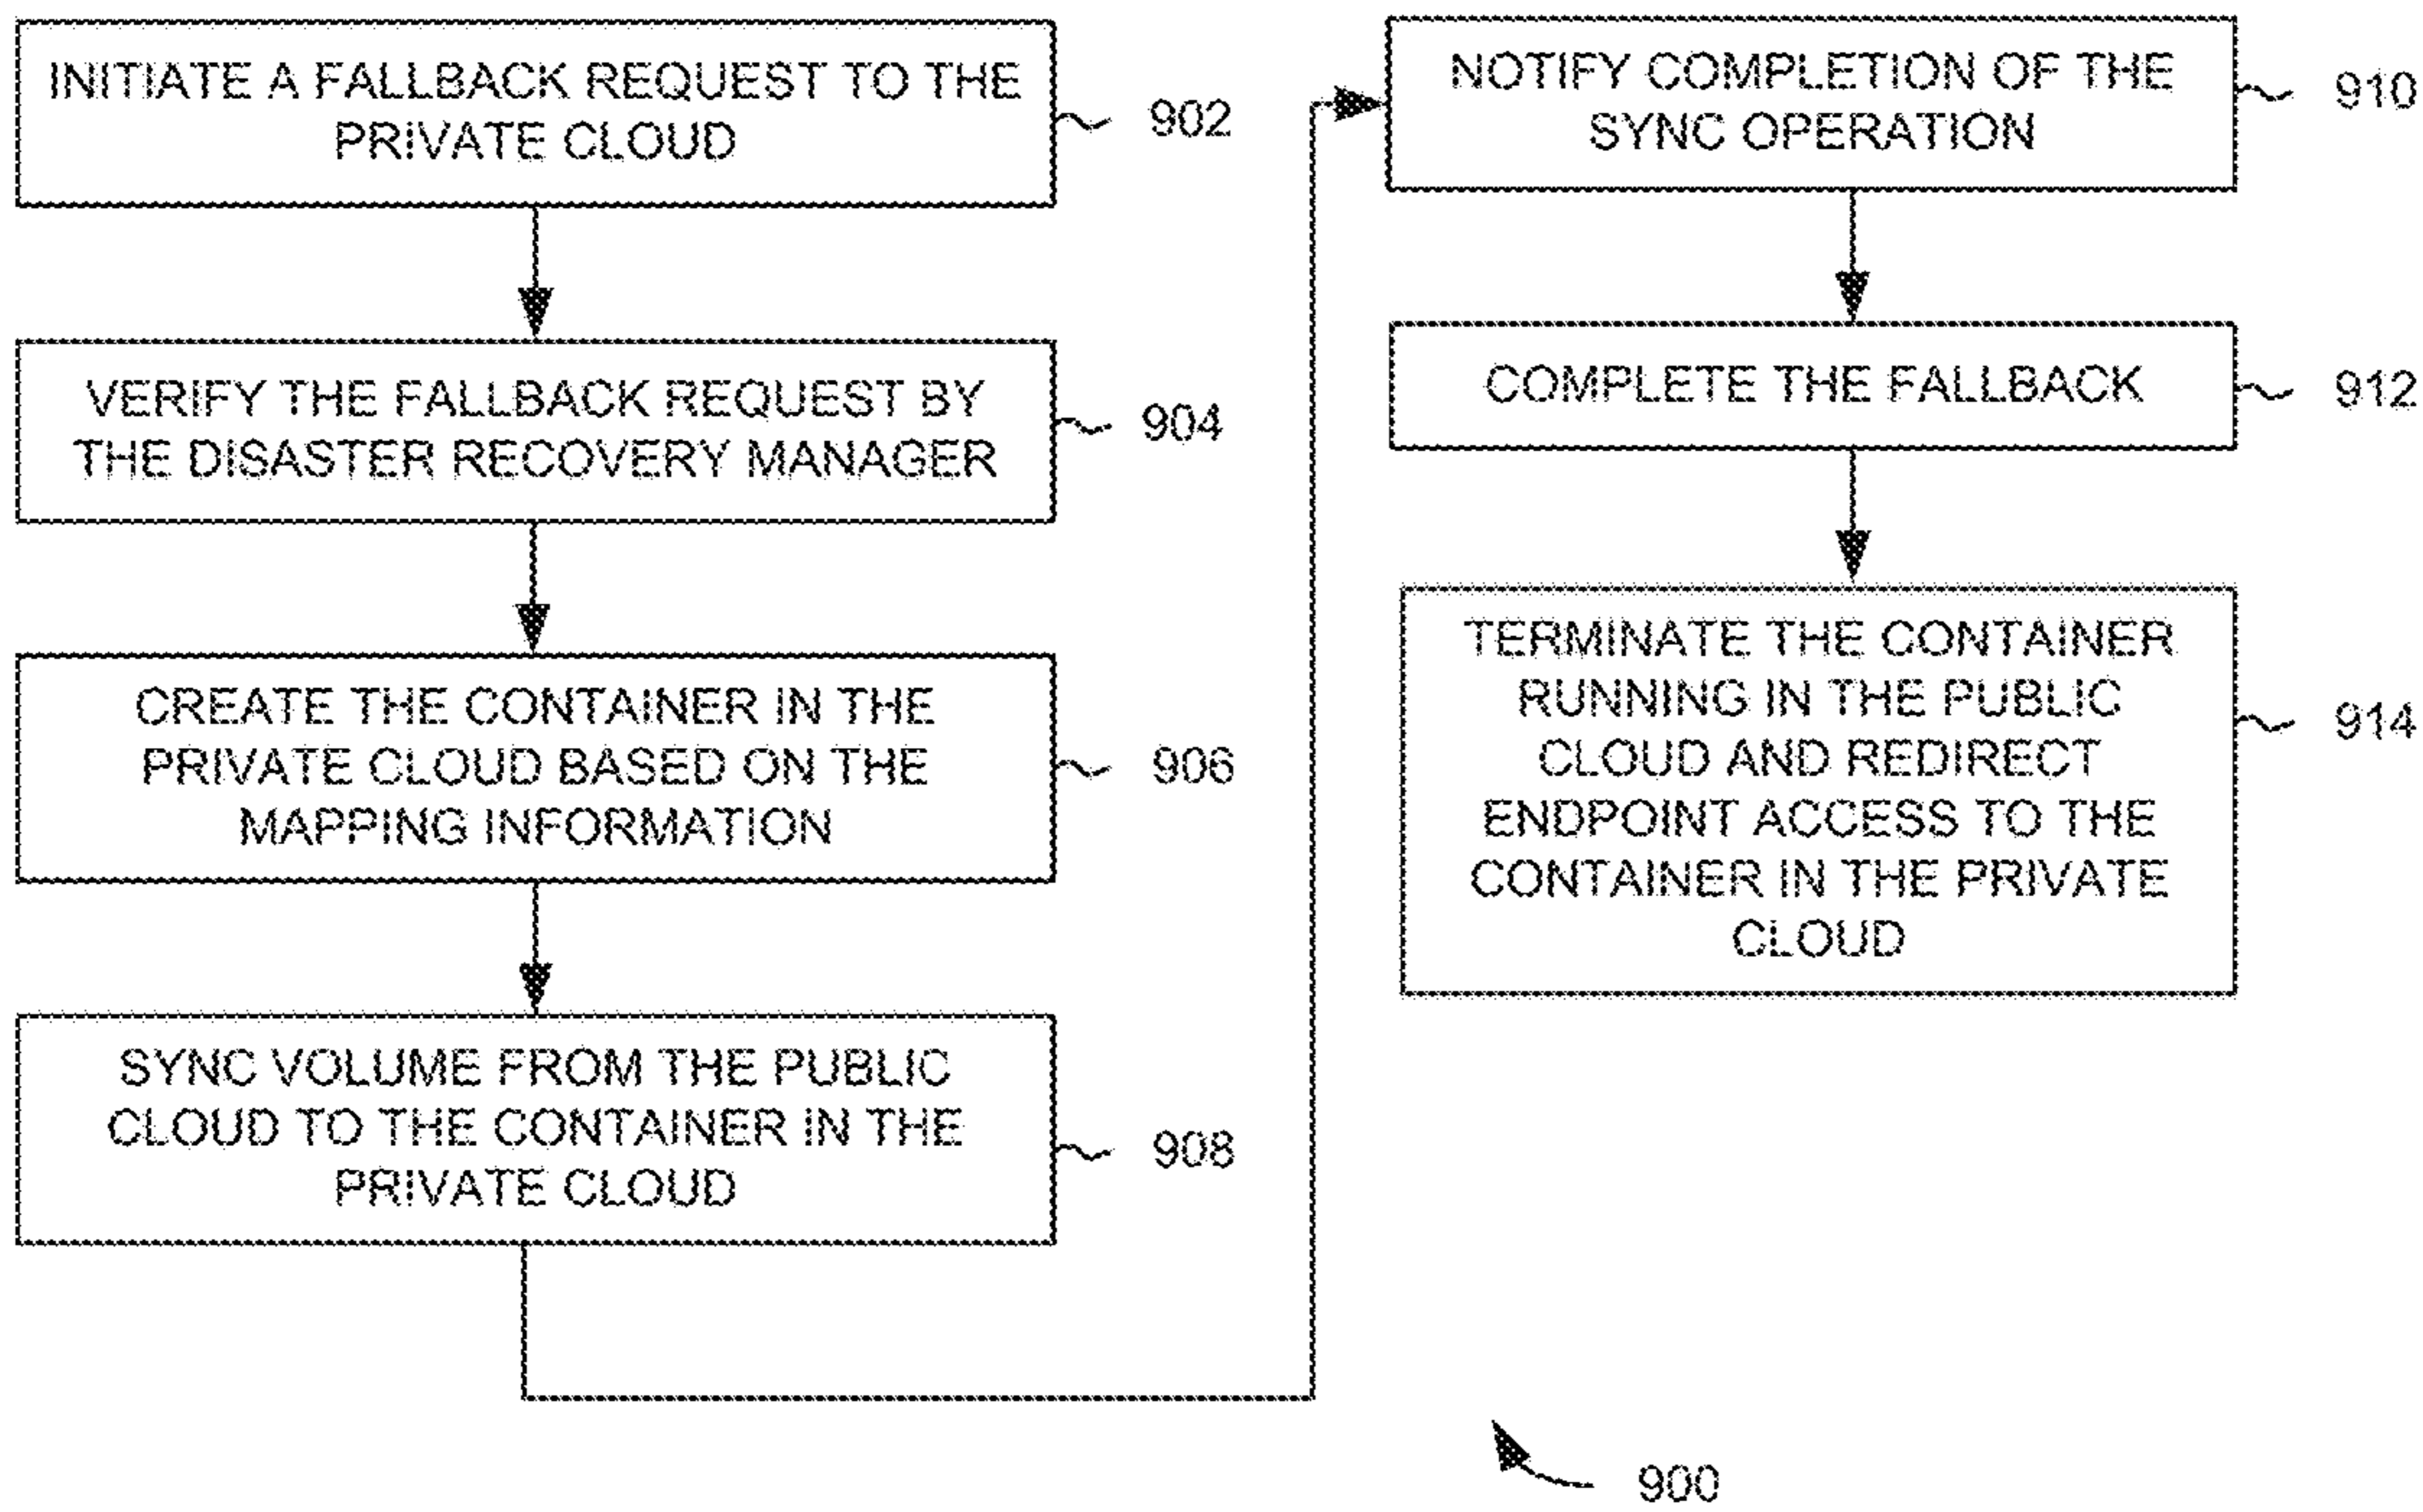 INITIATE A FALLBACK REQUEST TO THE
PRIVATE CLOUD
902
VERIFY THE FALLBACK REQUEST BY
THE DISASTER RECOVERY MANAGER
904
CREATE THE CONTAINER IN THE
PRIVATE CLOUD BASED ON THE
MAPPING INFORMATION
906
SYNC VOLUME FROM THE PUBLIC
CLOUD TO THE CONTAINER IN THE
PRIVATE CLOUD
908
NOTIFY COMPLETION OF THE
SYNC OPERATION
910
COMPLETE THE FALLBACK
912
TERMINATE THE CONTAINER
RUNNING IN THE PUBLIC
CLOUD AND REDIRECT
ENDPOINT ACCESS TO THE
CONTAINER IN THE PRIVATE
CLOUD
914
900